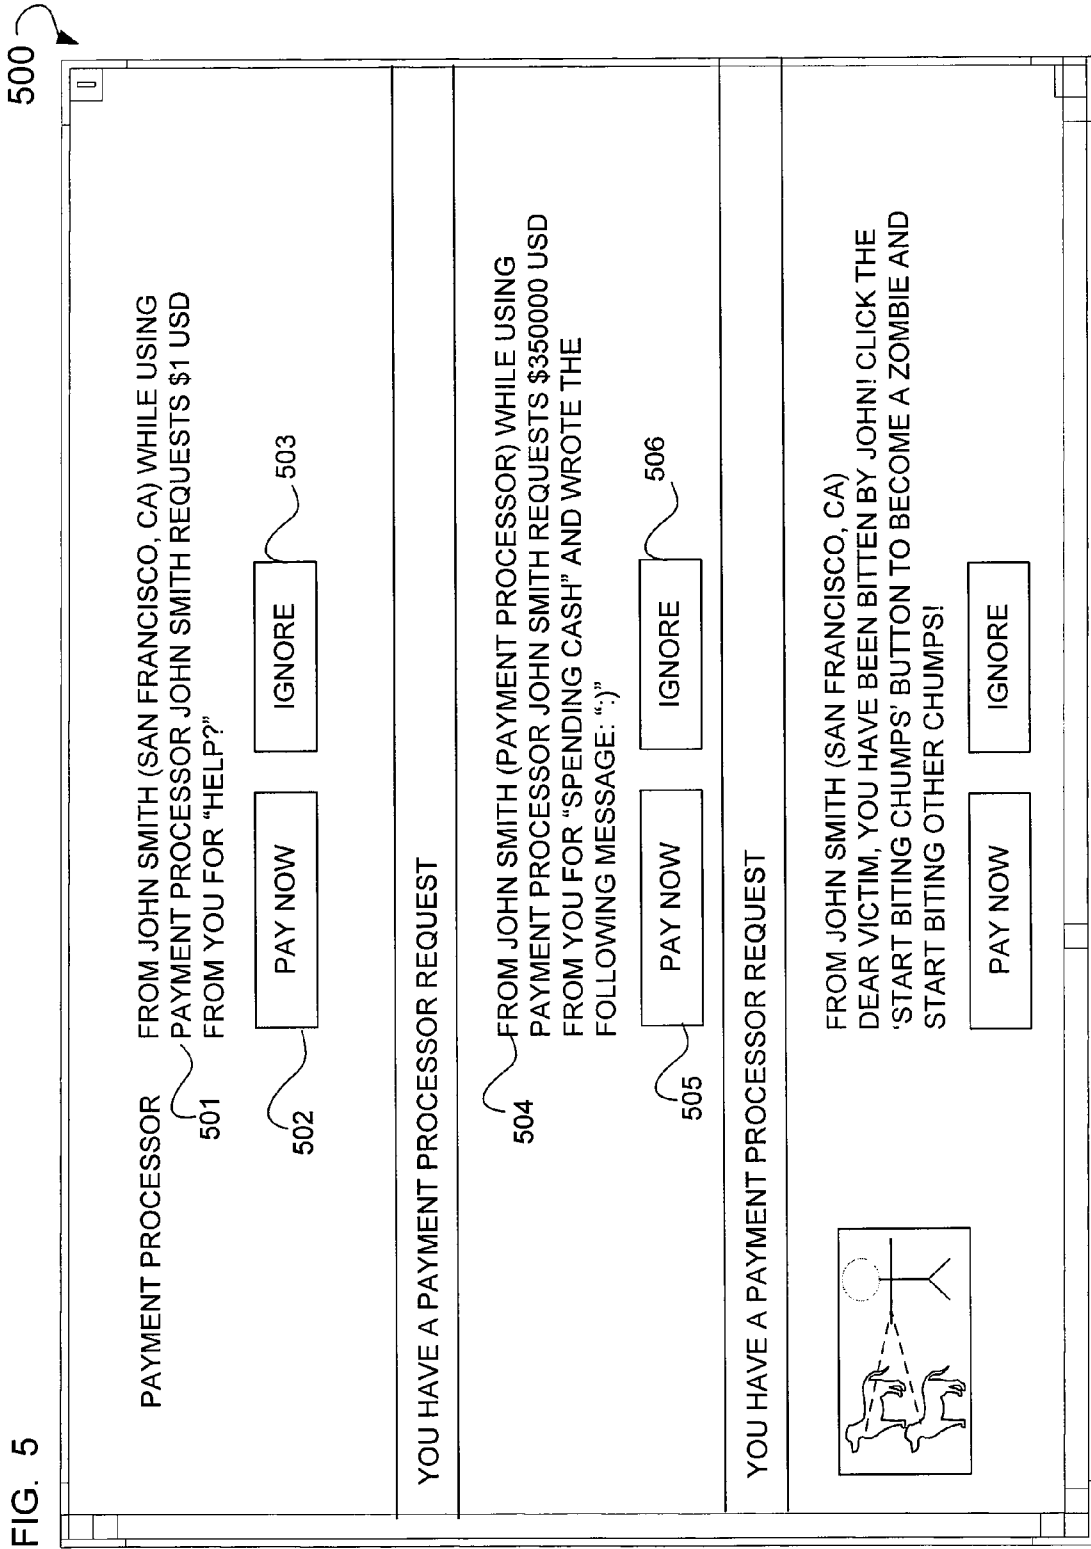 FIG. 5
500
PAYMENT PROCESSOR
FROM JOHN SMITH (SAN FRANCISCO, CA) WHILE USING
PAYMENT PROCESSOR JOHN SMITH REQUESTS $1 USD
FROM YOU FOR “HELP?”
501
PAY NOW
IGNORE
502
503
YOU HAVE A PAYMENT PROCESSOR REQUEST
FROM JOHN SMITH (PAYMENT PROCESSOR) WHILE USING
PAYMENT PROCESSOR JOHN SMITH REQUESTS $350000 USD
FROM YOU FOR “SPENDING CASH” AND WROTE THE
FOLLOWING MESSAGE: “:)”
504
PAY NOW
IGNORE
505
506
YOU HAVE A PAYMENT PROCESSOR REQUEST
FROM JOHN SMITH (SAN FRANCISCO, CA)
DEAR VICTIM, YOU HAVE BEEN BITTEN BY JOHN! CLICK THE
‘START BITING CHUMPS’ BUTTON TO BECOME A ZOMBIE AND
START BITING OTHER CHUMPS!
PAY NOW
IGNORE